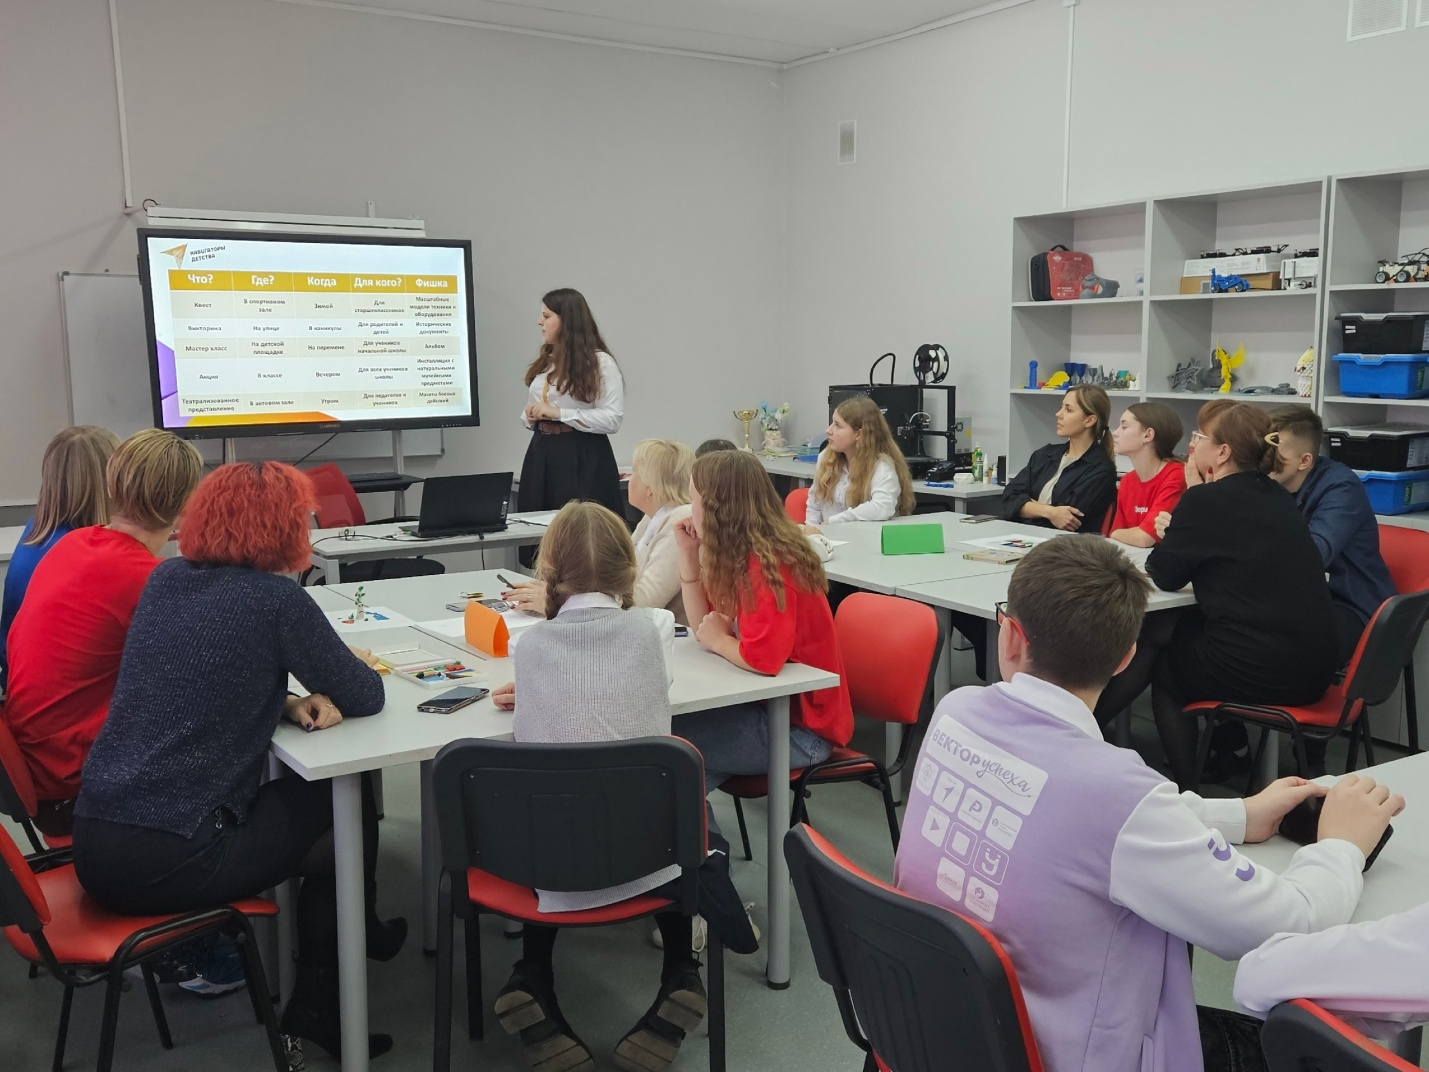 НАВИГАТОРЫ
ДЕТСТВА
Что? Где? Когда Для кого? Фишка
Квест В спортивном зале Зимой Для старшеклассников Масштабные модели техники и оборудования
Викторина На улице В каникулы Для родителей и детей Исторические документы
Мастер класс На детской площадке На перемене Для учеников начальной школы Альбом
Акция В классе Вечером Для всех учеников школы Инсталляция с натуральными музейными предметами
Театрализованное представление В актовом зале Утром Для педагогов и учеников Макеты боевых действий
ВЕКТОР успеха